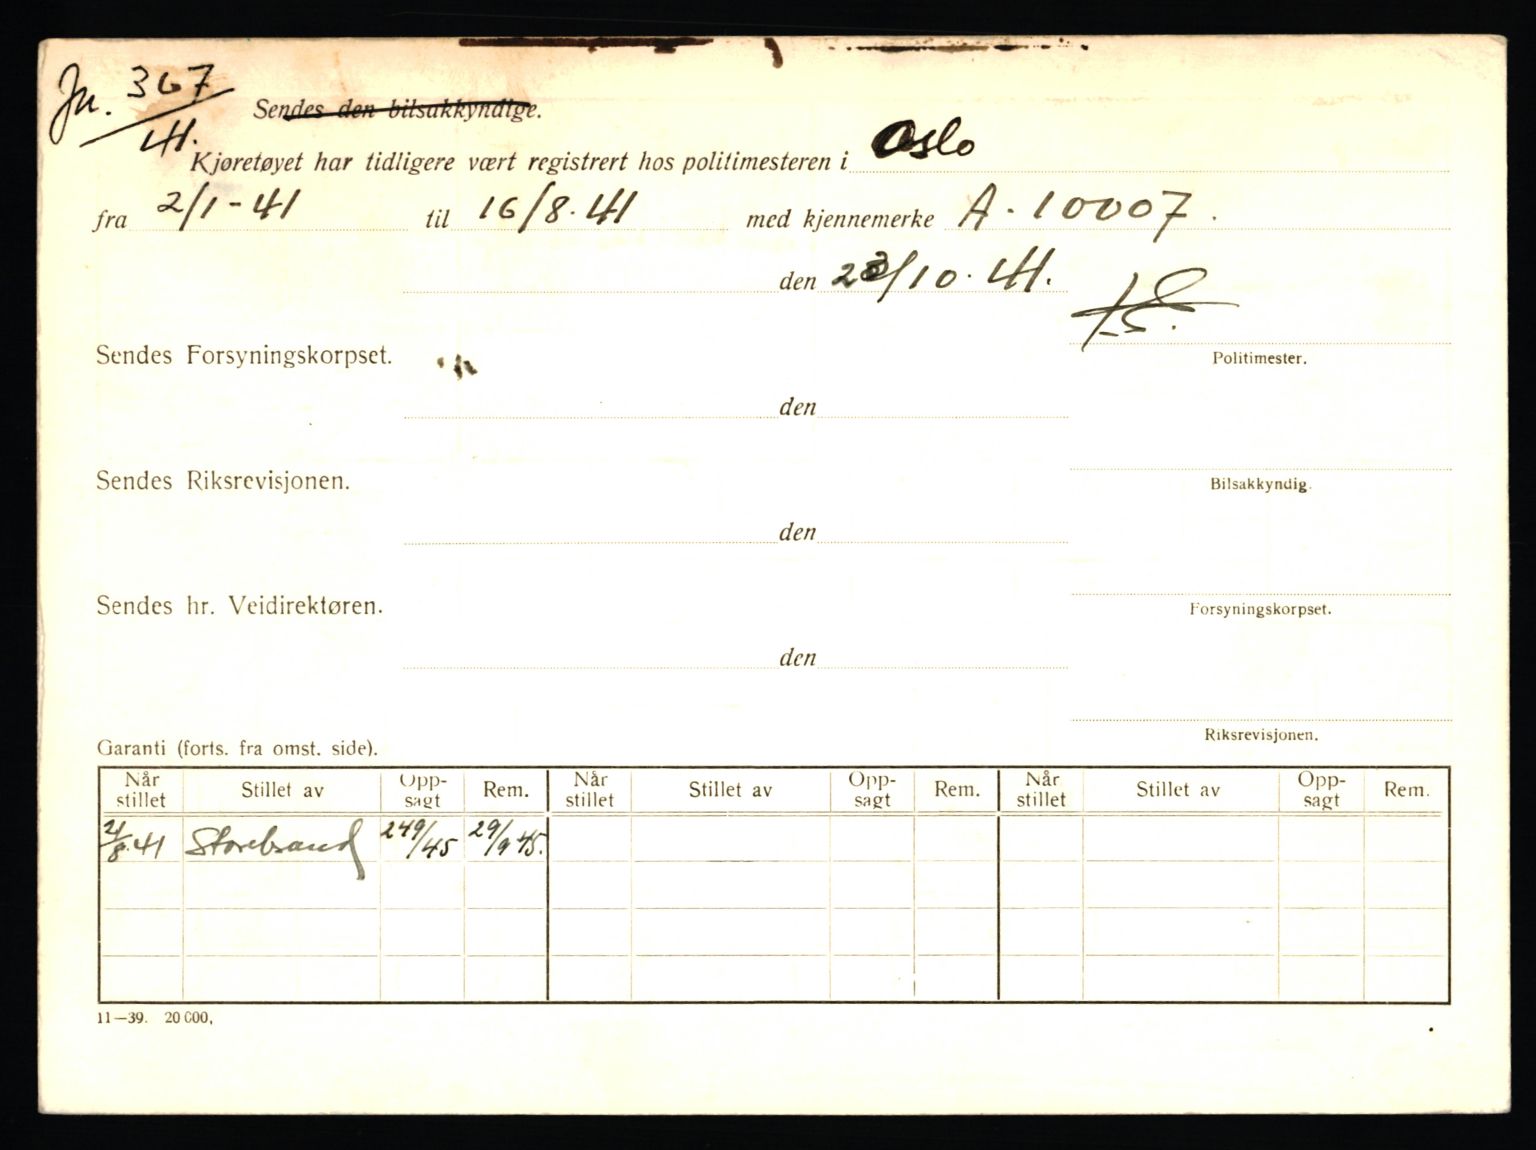 Jn. 367
41.
Sendes den bilsakkyndige.
Kjøretøyet har tidligere vært registrert hos politimesteren i Oslo
fra 2/1-41 til 16/8.41 med kjennemerke A-10007.
den 23/10.41.
Sendes Forsyningskorpset.
Politimester.
den
Sendes Riksrevisjonen.
Bilsakkyndig.
den
Sendes hr. Veidirektøren.
Forsyningskorpset.
den
Riksrevisjonen.
Garanti (forts. fra omst. side).
Når stillet Stillet av Opp-sagt Rem. Når stillet Stillet av Opp-sagt Rem. Når stillet Stillet av Opp-sagt Rem.
8.41 Storebrand 249/45 29/9 45.
11—39. 20 000,